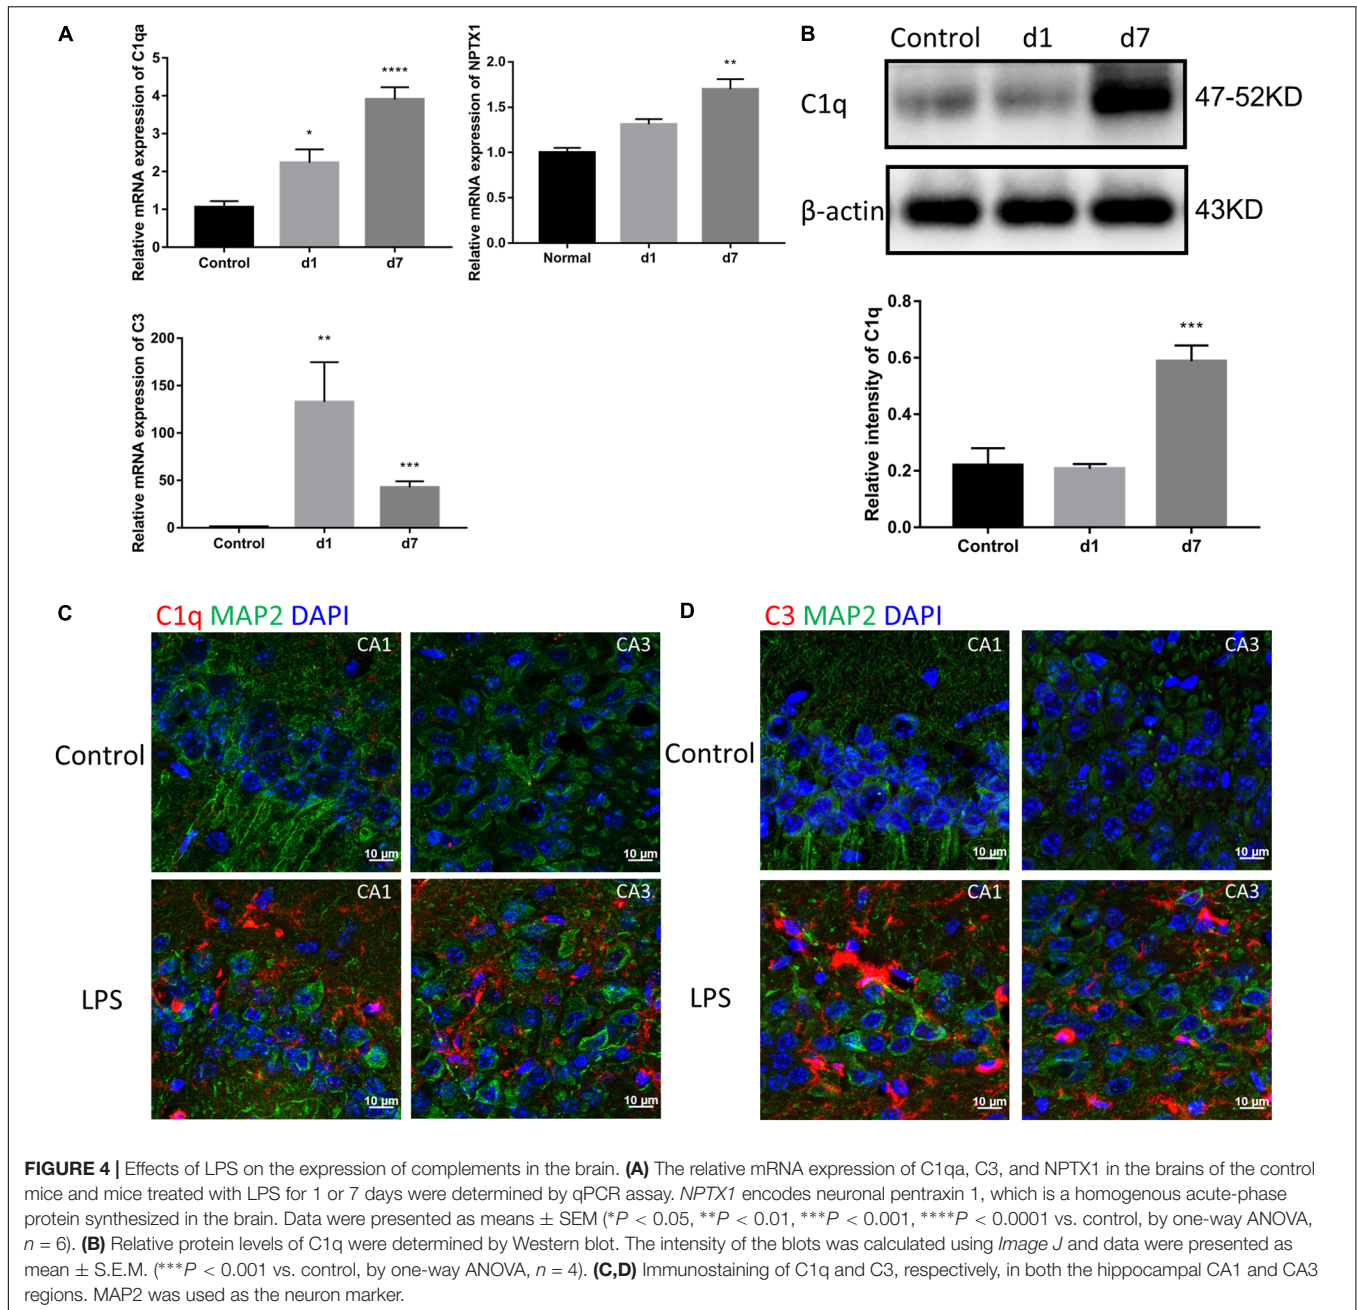 A
Relative mRNA expression of C1qa
5
4
3
2
1
0
*
****
Control d1 d7
Relative mRNA expression of NPTX1
2.0
1.5
1.0
0.5
0.0
**
Normal d1 d7
Relative mRNA expression of C3
200
150
100
50
0
**
***
Control d1 d7
B
Control d1 d7
C1q 47-52KD
β-actin 43KD
Relative intensity of C1q
0.8
0.6
0.4
0.2
0.0
***
Control d1 d7
C
C1q MAP2 DAPI
Control
CA1
10 µm
CA3
10 µm
LPS
CA1
10 µm
CA3
10 µm
D
C3 MAP2 DAPI
Control
CA1
10 µm
CA3
10 µm
LPS
CA1
10 µm
CA3
10 µm
FIGURE 4 | Effects of LPS on the expression of complements in the brain. (A) The relative mRNA expression of C1qa, C3, and NPTX1 in the brains of the control
mice and mice treated with LPS for 1 or 7 days were determined by qPCR assay. NPTX1 encodes neuronal pentraxin 1, which is a homogenous acute-phase
protein synthesized in the brain. Data were presented as means ± SEM (*P < 0.05, **P < 0.01, ***P < 0.001, ****P < 0.0001 vs. control, by one-way ANOVA,
n = 6). (B) Relative protein levels of C1q were determined by Western blot. The intensity of the blots was calculated using Image J and data were presented as
mean ± S.E.M. (***P < 0.001 vs. control, by one-way ANOVA, n = 4). (C,D) Immunostaining of C1q and C3, respectively, in both the hippocampal CA1 and CA3
regions. MAP2 was used as the neuron marker.